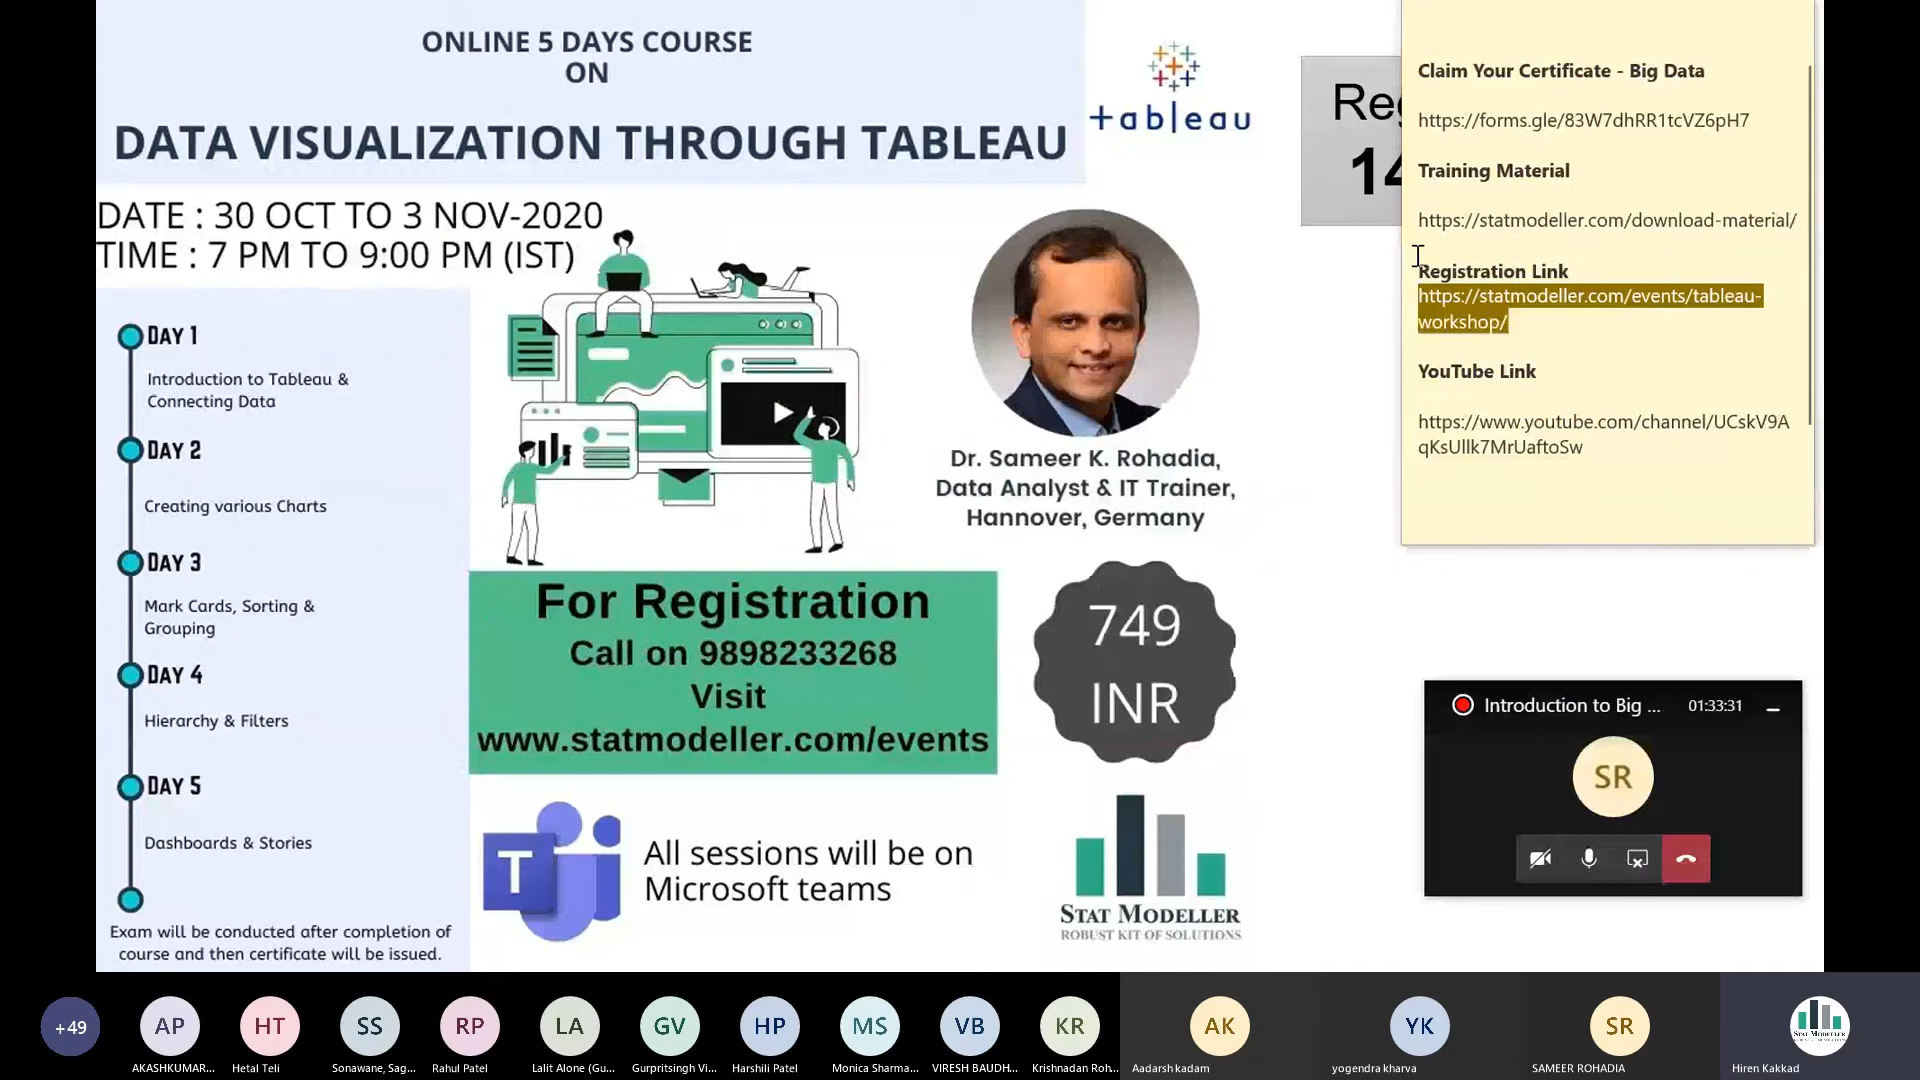 ONLINE 5 DAYS COURSE
ON
DATA VISUALIZATION THROUGH TABLEAU
+ableau
DATE : 30 OCT TO 3 NOV-2020
TIME : 7 PM TO 9:00 PM (IST)
DAY 1
Introduction to Tableau &
Connecting Data
DAY 2
Creating various Charts
DAY 3
Mark Cards, Sorting &
Grouping
DAY 4
Hierarchy & Filters
DAY 5
Dashboards & Stories
Exam will be conducted after completion of
course and then certificate will be issued.
Dr. Sameer K. Rohadia,
Data Analyst & IT Trainer,
Hannover, Germany
For Registration
Call on 9898233268
Visit
www.statmodeller.com/events
749
INR
T
All sessions will be on
Microsoft teams
STAT MODELLER
ROBUST KIT OF SOLUTIONS
Reg
14
Claim Your Certificate - Big Data
https://forms.gle/83W7dhRR1tcVZ6pH7
Training Material
https://statmodeller.com/download-material/
Registration Link
https://statmodeller.com/events/tableau-
workshop/
YouTube Link
https://www.youtube.com/channel/UCskV9A
qKsUllk7MrUaftoSw
Introduction to Big ... 01:33:31
SR
+49 AP HT SS RP LA GV HP MS VB KR AK YK SR STAT MODELLER
AKASHKUMAR... Hetal Teli Sonawane, Sag... Rahul Patel Lalit Alone (Gu... Gurpritsingh Vi... Harshili Patel Monica Sharma... VIRESH BAUDH... Krishnadan Roh... Aadarsh kadam yogendra kharva SAMEER ROHADIA Hiren Kakkad